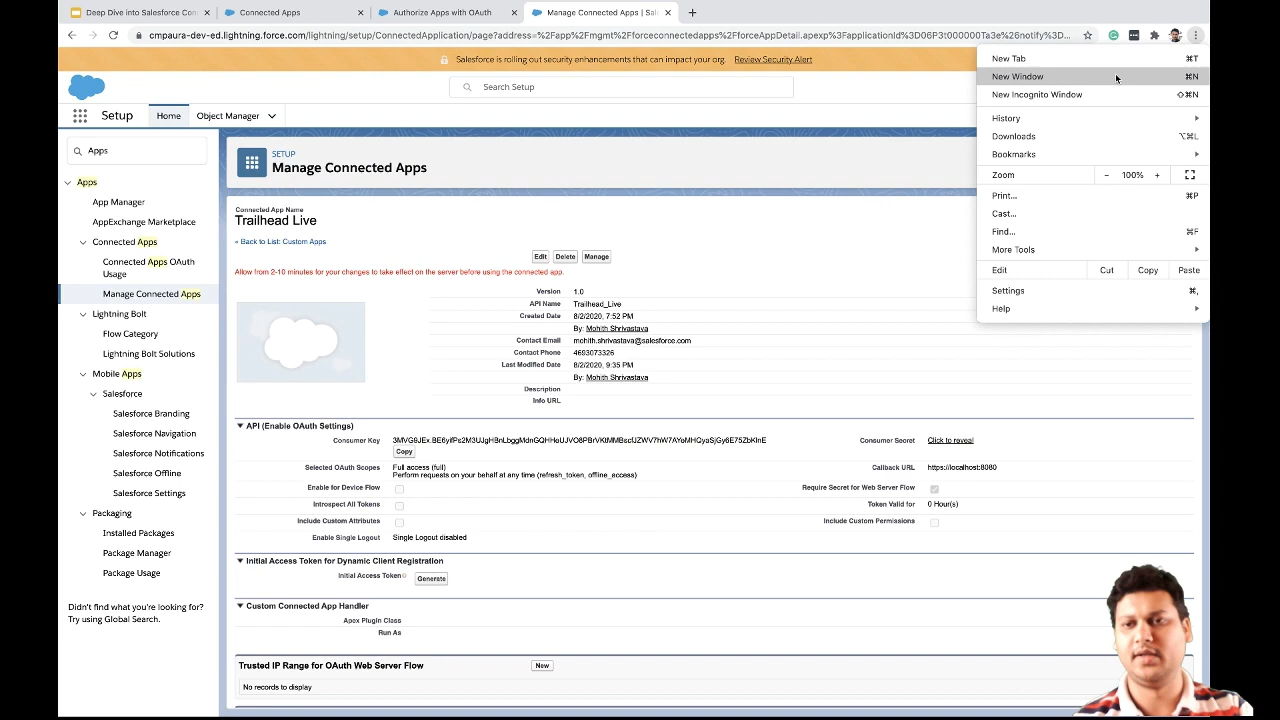 Deep Dive into Salesforce Con
Connected Apps
Authorize Apps with OAuth
Manage Connected Apps | Sal
cmpaura-dev-ed.lightning.force.com/lightning/setup/ConnectedApplication/page?address=%2Fapp%2Fmgmt%2Fforceconnectedapps%2FforceAppDetail.apexp%3FapplicationId%3D06P3t000000Ta3e%26notify%3D...
Salesforce is rolling out security enhancements that can impact your org. Review Security Alert
Search Setup
Setup
Home
Object Manager
Apps
Apps
App Manager
AppExchange Marketplace
Connected Apps
Connected Apps OAuth
Usage
Manage Connected Apps
Lightning Bolt
Flow Category
Lightning Bolt Solutions
Mobile Apps
Salesforce
Salesforce Branding
Salesforce Navigation
Salesforce Notifications
Salesforce Offline
Salesforce Settings
Packaging
Installed Packages
Package Manager
Package Usage
Didn't find what you're looking for?
Try using Global Search.
SETUP
Manage Connected Apps
Connected App Name
Trailhead Live
« Back to List: Custom Apps
Edit Delete Manage
Allow from 2-10 minutes for your changes to take effect on the server before using the connected app.
Version 1.0
API Name Trailhead_Live
Created Date 8/2/2020, 7:52 PM
By: Mohith Shrivastava
Contact Email mohith.shrivastava@salesforce.com
Contact Phone 4693073326
Last Modified Date 8/2/2020, 9:35 PM
By: Mohith Shrivastava
Description
Info URL
API (Enable OAuth Settings)
Consumer Key
Copy
Consumer Secret Click to reveal
Selected OAuth Scopes Full access (full)
Perform requests on your behalf at any time (refresh_token, offline_access)
Callback URL https://localhost:8080
Enable for Device Flow
Require Secret for Web Server Flow
Introspect All Tokens
Token Valid for 0 Hour(s)
Include Custom Attributes
Include Custom Permissions
Enable Single Logout Single Logout disabled
Initial Access Token for Dynamic Client Registration
Initial Access Token Generate
Custom Connected App Handler
Apex Plugin Class
Run As
Trusted IP Range for OAuth Web Server Flow New
No records to display
New Tab ⌘T
New Window ⌘N
New Incognito Window ⇧⌘N
History
Downloads ⌥⌘L
Bookmarks
Zoom − 100% +
Print... ⌘P
Cast...
Find... ⌘F
More Tools
Edit Cut Copy Paste
Settings ⌘,
Help